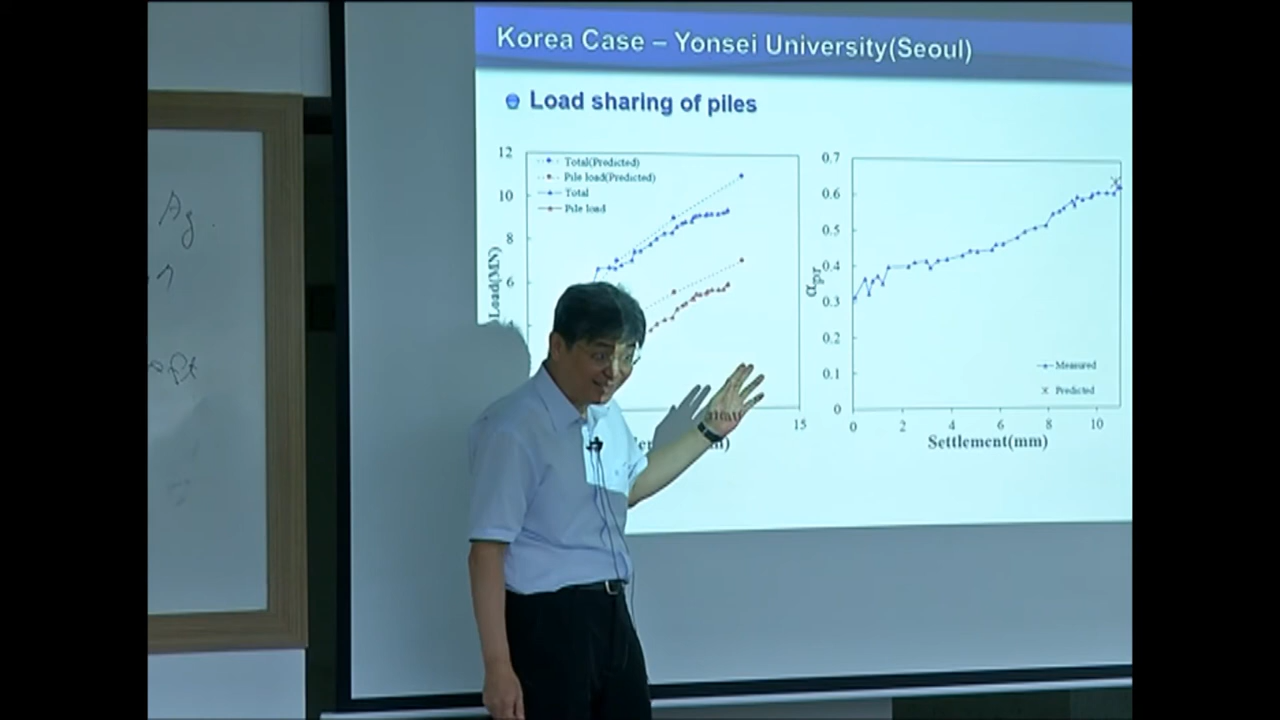 Korea Case – Yonsei University(Seoul)
Load sharing of piles
12
10
8
6
Load(MN)
Total(Predicted)
Pile load(Predicted)
Total
Pile load
15
0.7
0.6
0.5
0.4
0.3
0.2
0.1
0
αpr
Measured
Predicted
0 2 4 6 8 10
Settlement(mm)
Ag.